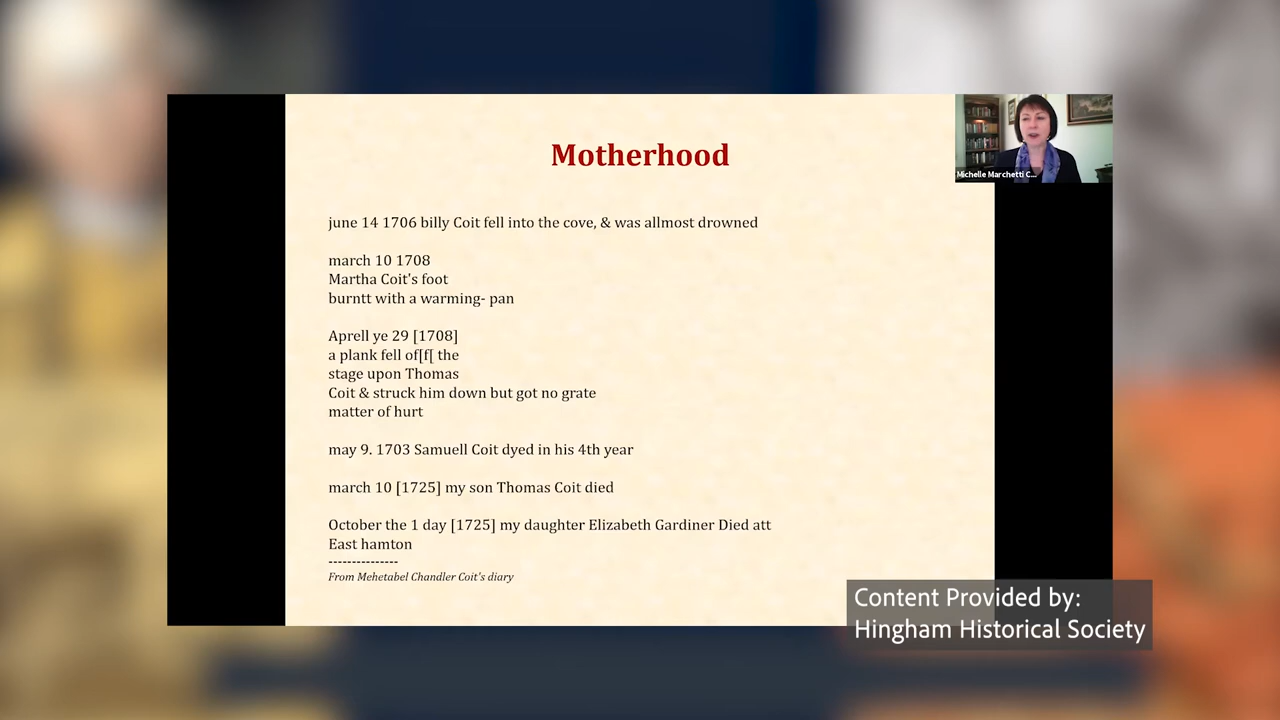 Motherhood
june 14 1706 billy Coit fell into the cove, & was allmost drowned
march 10 1708
Martha Coit's foot
burntt with a warming- pan
Aprell ye 29 [1708]
a plank fell of[f[ the
stage upon Thomas
Coit & struck him down but got no grate
matter of hurt
may 9. 1703 Samuell Coit dyed in his 4th year
march 10 [1725] my son Thomas Coit died
October the 1 day [1725] my daughter Elizabeth Gardiner Died att
East hamton
---------------
From Mehetabel Chandler Coit's diary
Michelle Marchetti C...
Content Provided by:
Hingham Historical Society